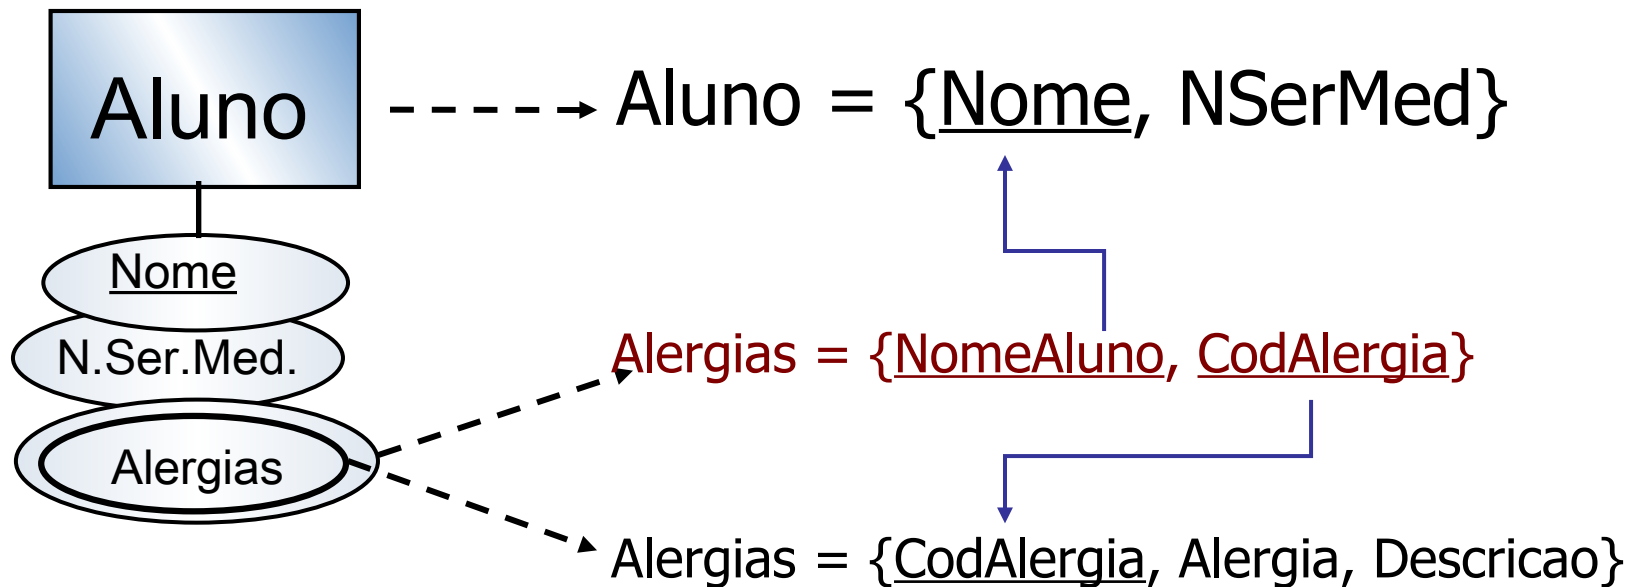 Aluno
Aluno = {Nome, NSerMed}
Nome
N.Ser.Med.
Alergias = {NomeAluno, CodAlergia}
Alergias
Alergias = {CodAlergia, Alergia, Descricao}